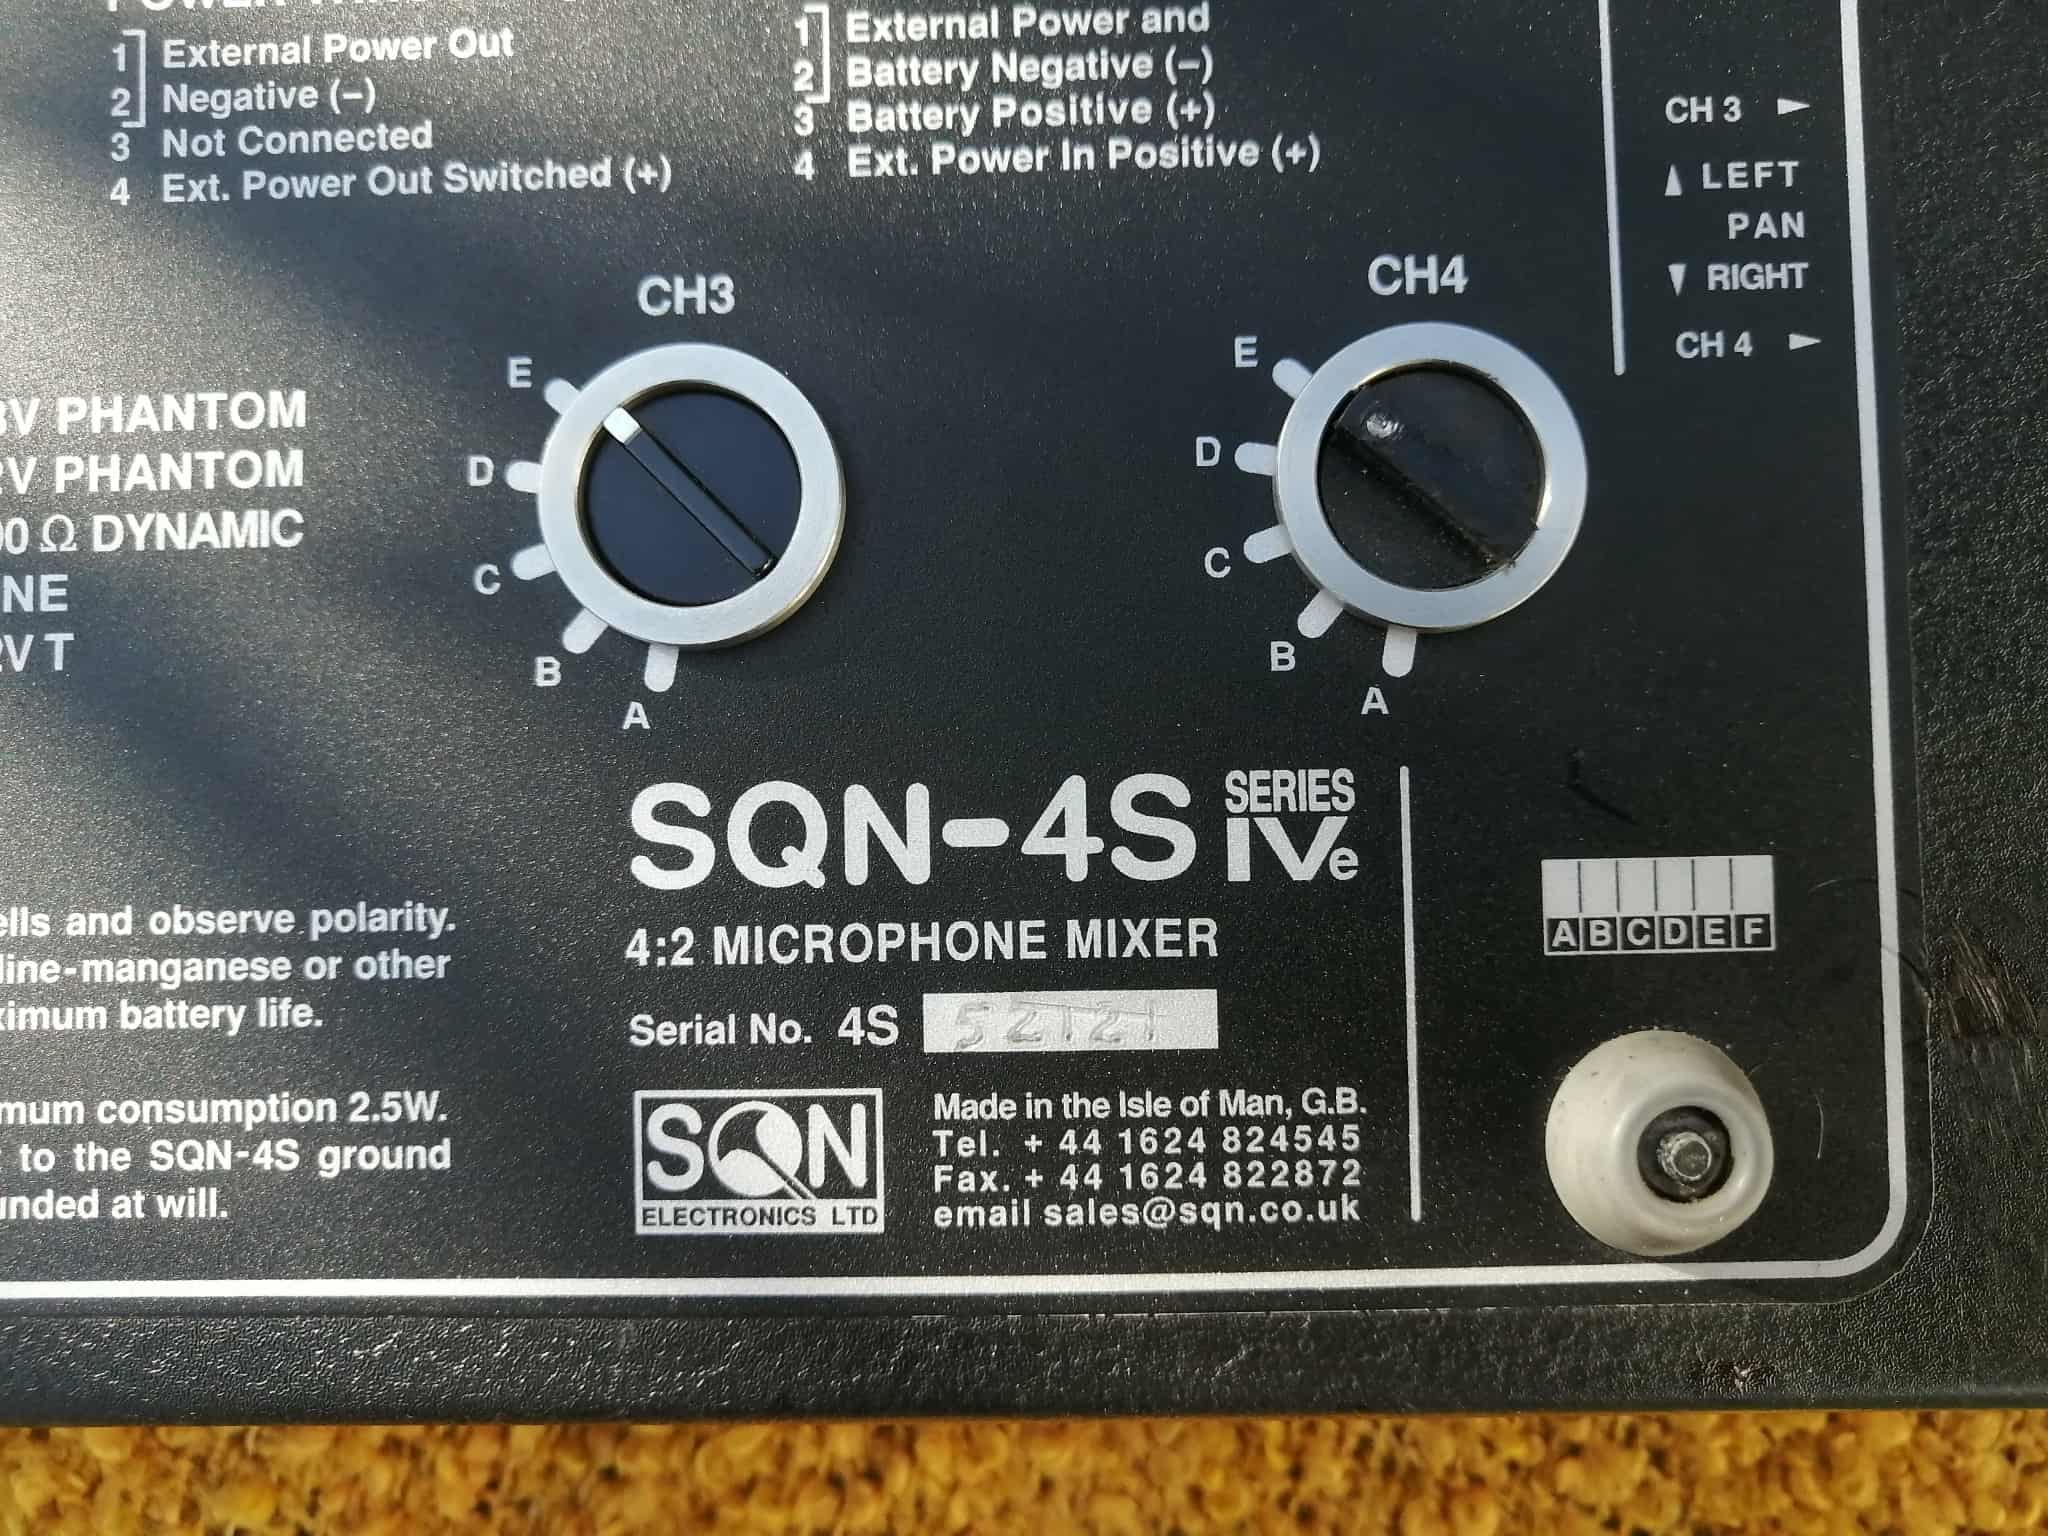 1 External Power Out
2 Negative (–)
3 Not Connected
4 Ext. Power Out Switched (+)
1 External Power and
2 Battery Negative (–)
3 Battery Positive (+)
4 Ext. Power In Positive (+)
CH 3
LEFT
PAN
RIGHT
CH 4
CH3
E
D
C
B
A
CH4
E
D
C
B
A
V PHANTOM
V PHANTOM
0 Ω DYNAMIC
NE
V T
SQN-4S SERIES IVe
4:2 MICROPHONE MIXER
Serial No. 4S 52121
SQN
ELECTRONICS LTD
Made in the Isle of Man, G.B.
Tel. + 44 1624 824545
Fax. + 44 1624 822872
email sales@sqn.co.uk
ells and observe polarity.
line-manganese or other
ximum battery life.
mum consumption 2.5W.
to the SQN-4S ground
unded at will.
A B C D E F